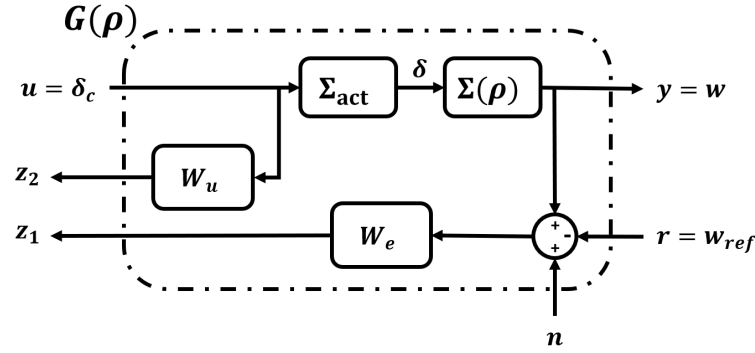 G(ρ)
u = δ_c
Σ_act
δ
Σ(ρ)
y = w
z_2
W_u
z_1
W_e
+
-
+
r = w_ref
n